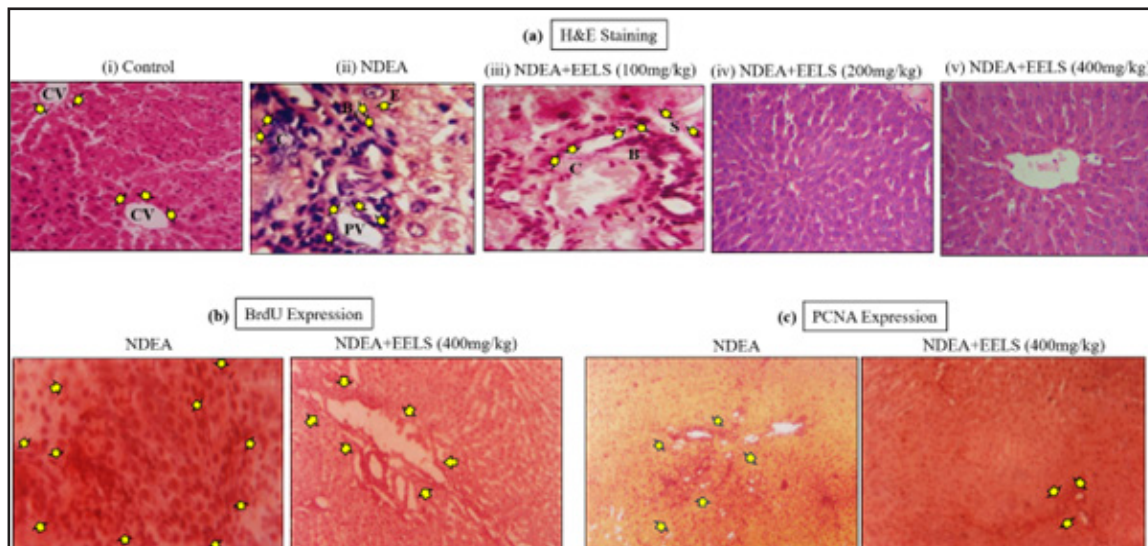 (a) H&E Staining
(i) Control (ii) NDEA (iii) NDEA+EELS (100mg/kg) (iv) NDEA+EELS (200mg/kg) (v) NDEA+EELS (400mg/kg)
CV
CV
B F
C
PV
S
B
C
(b) BrdU Expression (c) PCNA Expression
NDEA NDEA+EELS (400mg/kg) NDEA NDEA+EELS (400mg/kg)